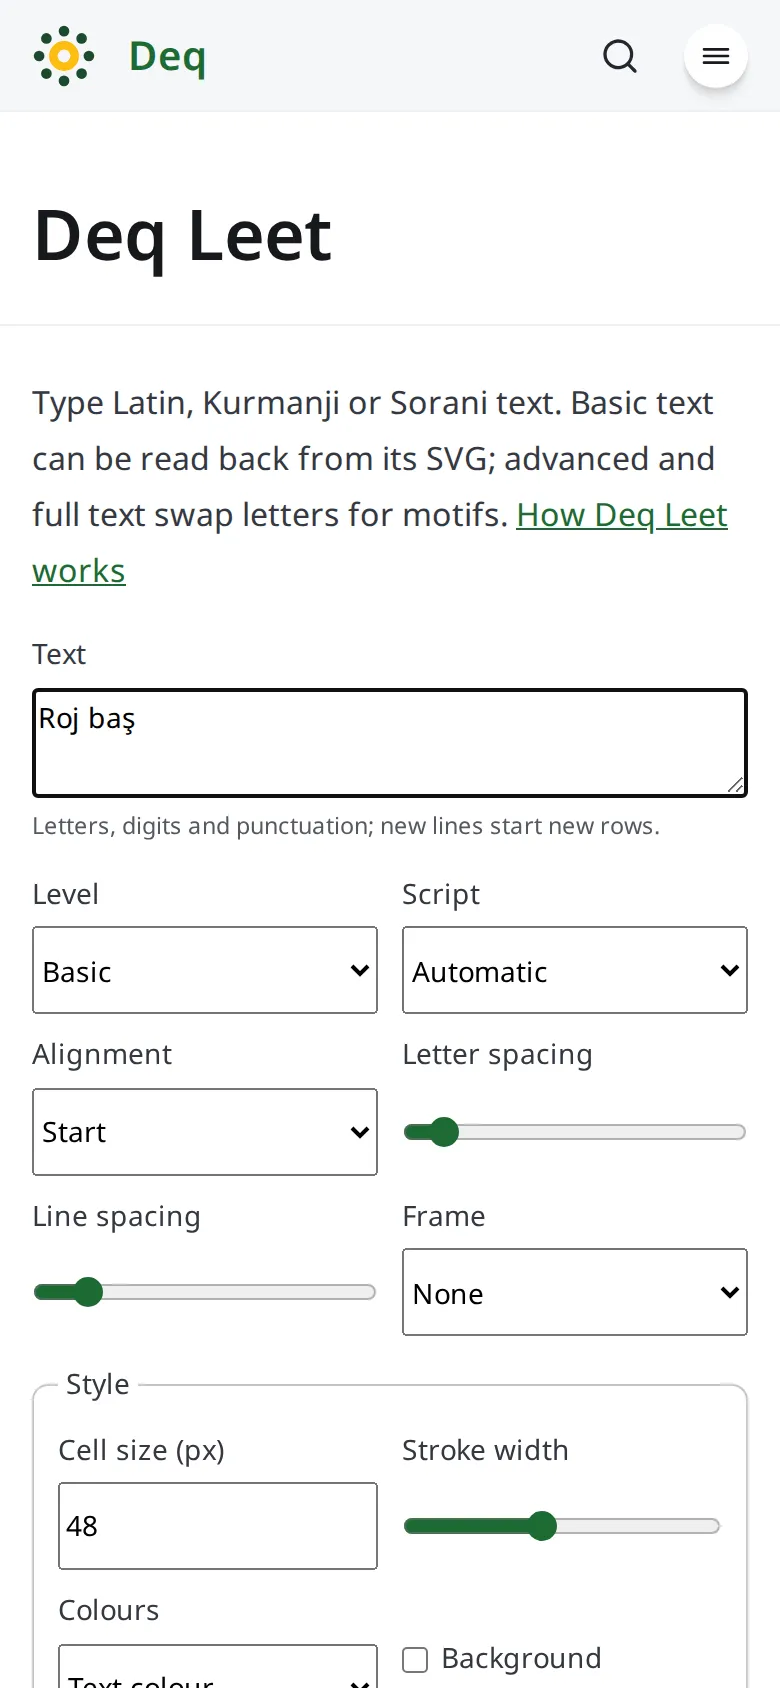 Deq
Deq Leet
Type Latin, Kurmanji or Sorani text. Basic text
can be read back from its SVG; advanced and
full text swap letters for motifs. How Deq Leet
works
Text
Roj baş
Letters, digits and punctuation; new lines start new rows.
Level
Script
Basic
Automatic
Alignment
Letter spacing
Start
Line spacing
Frame
None
Style
Cell size (px)
Stroke width
48
Colours
Background
Text colour